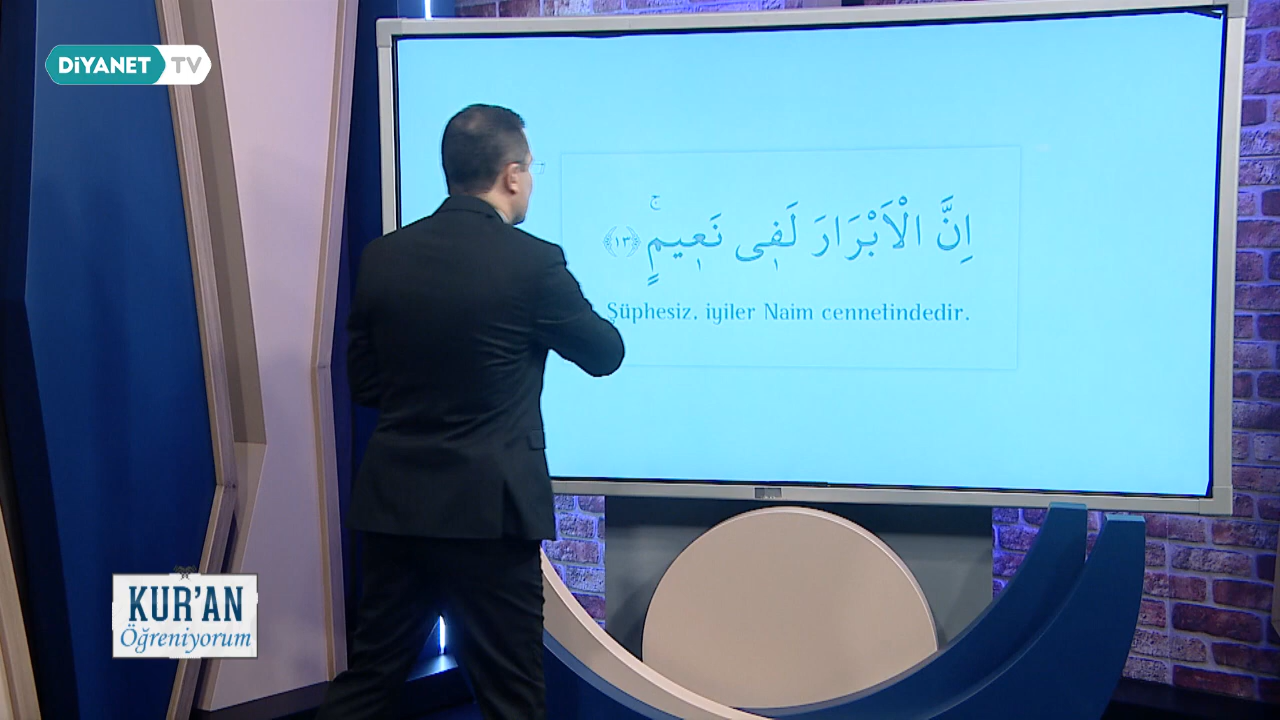 DİYANET TV
اِنَّ الْاَبْرَارَ لَف۪ي نَع۪يمٍۚ ﴿١٣﴾
Şüphesiz, iyiler Naim cennetindedir.
KUR'AN
Öğreniyorum